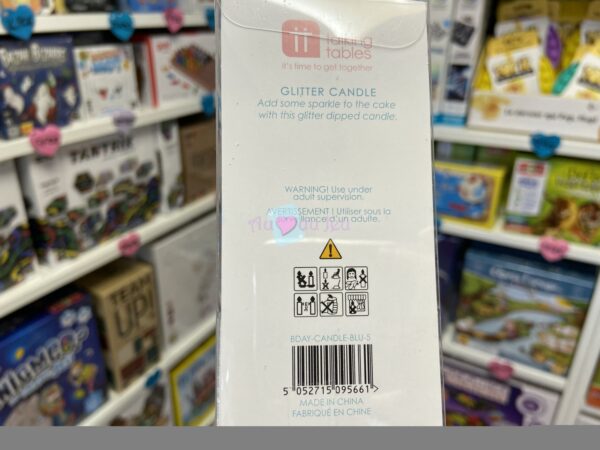 talking
tables
it's time to get together
GLITTER CANDLE
Add some sparkle to the cake
with this glitter dipped candle.
WARNING! Use under
adult supervision.
AVERTISSEMENT ! Utiliser sous la
surveillance d'un adulte.
BDAY-CANDLE-BLU-5
5 052715 095661 >
MADE IN CHINA
FABRIQUÉ EN CHINE
TANTRIX
TEAM
UP!